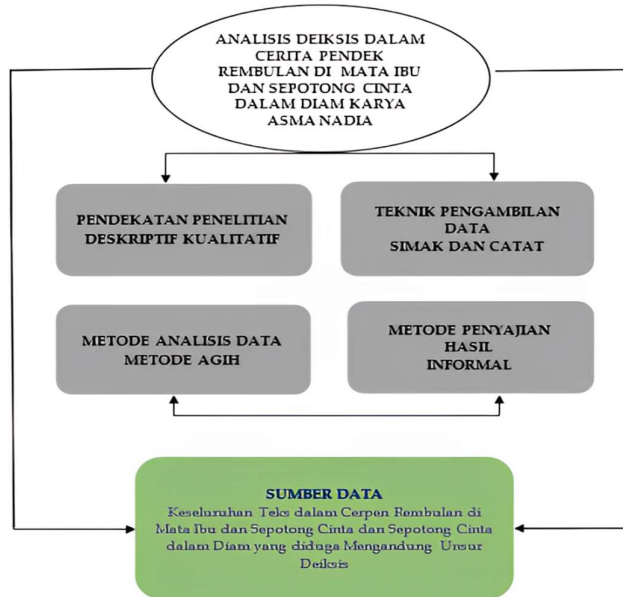 ANALISIS DEIKSIS DALAM
CERITA PENDEK
REMBULAN DI MATA IBU
DAN SEPOTONG CINTA
DALAM DIAM KARYA
ASMA NADIA
PENDEKATAN PENELITIAN
DESKRIPTIF KUALITATIF
TEKNIK PENGAMBILAN
DATA
SIMAK DAN CATAT
METODE ANALISIS DATA
METODE AGIH
METODE PENYAJIAN
HASIL
INFORMAL
SUMBER DATA
Keseluruhan Teks dalam Cerpen Rembulan di
Mata Ibu dan Sepotong Cinta dan Sepotong Cinta
dalam Diam yang diduga Mengandung Unsur
Deiksis